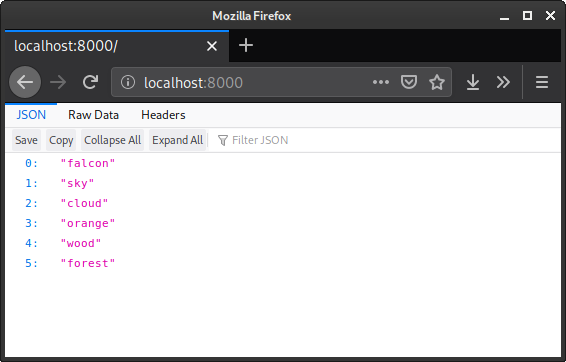 Mozilla Firefox
localhost:8000/
localhost:8000
JSON Raw Data Headers
Save Copy Collapse All Expand All Filter JSON
0: "falcon"
1: "sky"
2: "cloud"
3: "orange"
4: "wood"
5: "forest"